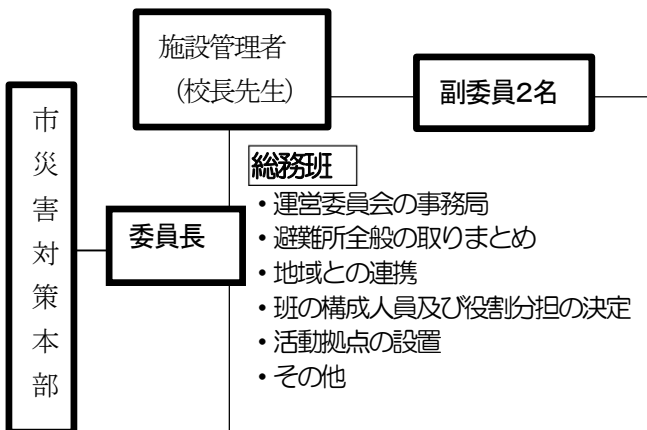 施設管理者
(校長先生)
副委員2名
市災害対策本部
委員長
総務班
・運営委員会の事務局
・避難所全般の取りまとめ
・地域との連携
・班の構成人員及び役割分担の決定
・活動拠点の設置
・その他